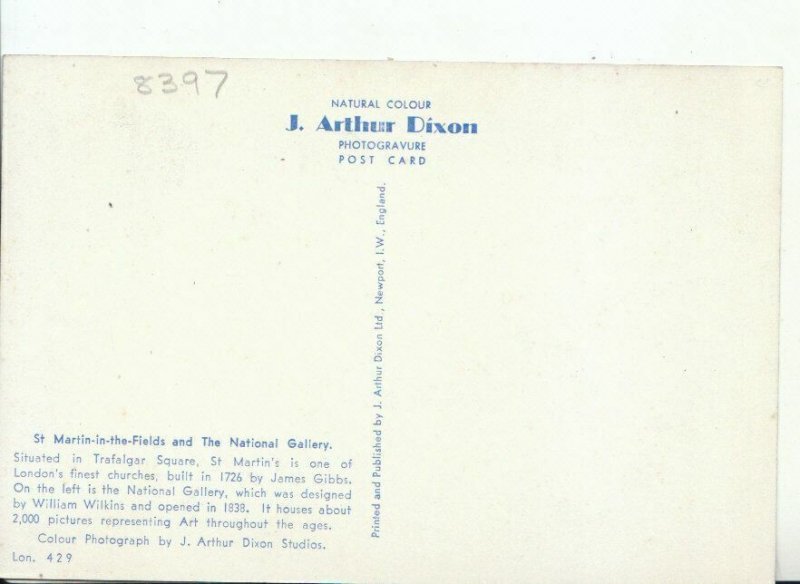 8397
NATURAL COLOUR
J. Arthur Dixon
PHOTOGRAVURE
POST CARD
Printed and Published by J. Arthur Dixon Ltd., Newport, I.W., England.
St Martin-in-the-Fields and The National Gallery.
Situated in Trafalgar Square, St Martin's is one of
London's finest churches, built in 1726 by James Gibbs.
On the left is the National Gallery, which was designed
by William Wilkins and opened in 1838. It houses about
2,000 pictures representing Art throughout the ages.
Colour Photograph by J. Arthur Dixon Studios.
Lon. 429